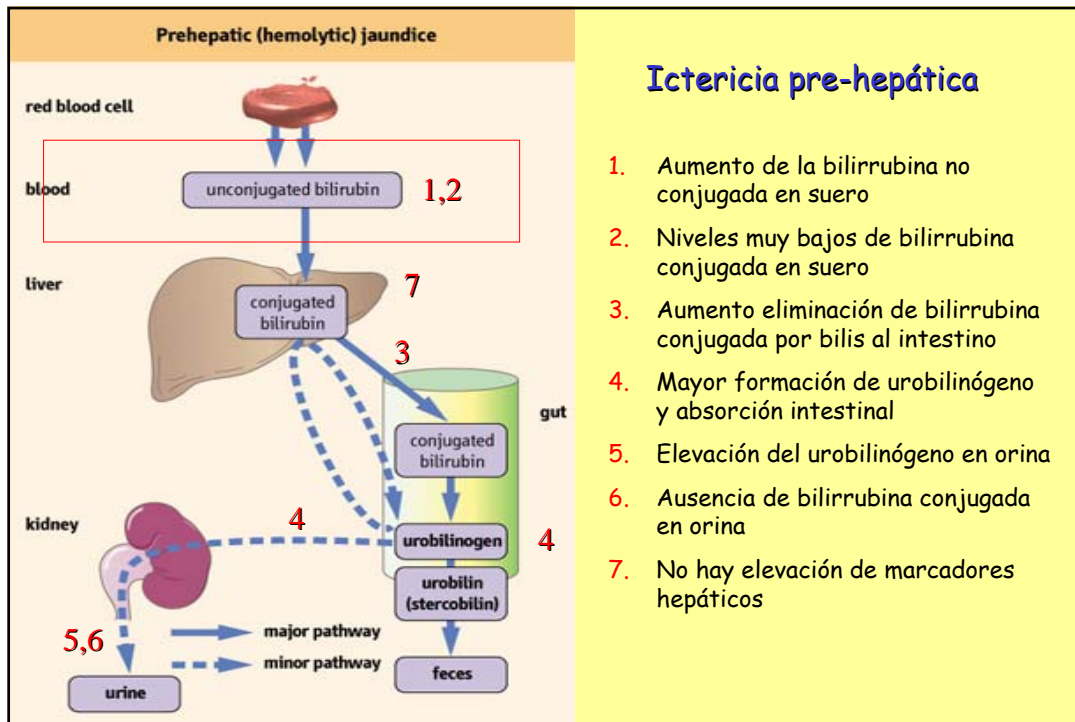 Prehepatic (hemolytic) jaundice
red blood cell
blood
unconjugated bilirubin
1,2
liver
7
conjugated
bilirubin
3
gut
conjugated
bilirubin
kidney
4
urobilinogen
4
urobilin
(stercobilin)
5,6
major pathway
minor pathway
feces
urine
Ictericia pre-hepática
1. Aumento de la bilirrubina no
conjugada en suero
2. Niveles muy bajos de bilirrubina
conjugada en suero
3. Aumento eliminación de bilirrubina
conjugada por bilis al intestino
4. Mayor formación de urobilinógeno
y absorción intestinal
5. Elevación del urobilinógeno en orina
6. Ausencia de bilirrubina conjugada
en orina
7. No hay elevación de marcadores
hepáticos